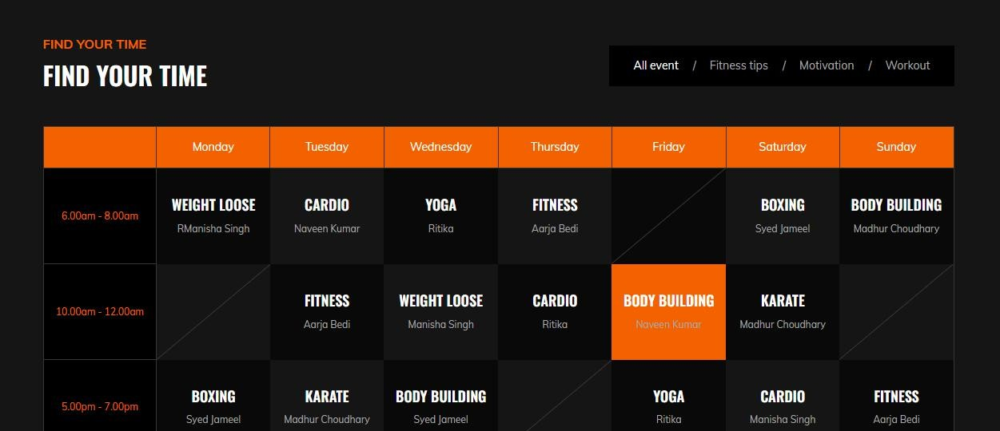 FIND YOUR TIME
FIND YOUR TIME
All event / Fitness tips / Motivation / Workout
Monday Tuesday Wednesday Thursday Friday Saturday Sunday
6.00am - 8.00am WEIGHT LOOSE CARDIO YOGA FITNESS BOXING BODY BUILDING
RManisha Singh Naveen Kumar Ritika Aarja Bedi Syed Jameel Madhur Choudhary
10.00am - 12.00am FITNESS WEIGHT LOOSE CARDIO BODY BUILDING KARATE
Aarja Bedi Manisha Singh Ritika Naveen Kumar Madhur Choudhary
5.00pm - 7.00pm BOXING KARATE BODY BUILDING YOGA CARDIO FITNESS
Syed Jameel Madhur Choudhary Syed Jameel Ritika Manisha Singh Aarja Bedi